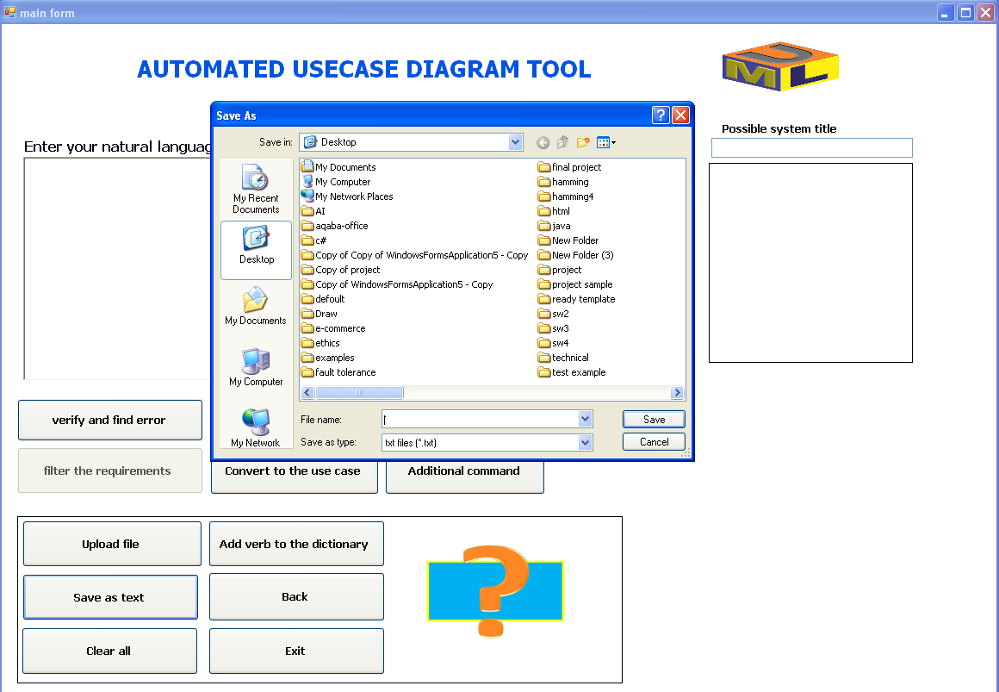 main form
AUTOMATED USECASE DIAGRAM TOOL
UML
Enter your natural languag
Possible system title
Save As
Save in:
Desktop
My Recent
Documents
Desktop
My Documents
My Computer
My Network
My Documents
My Computer
My Network Places
AI
aqaba-office
c#
Copy of Copy of WindowsFormsApplication5 - Copy
Copy of project
Copy of WindowsFormsApplication5 - Copy
defoult
Draw
e-commerce
ethics
examples
fault tolerance
final project
hamming
hamming4
html
java
New Folder
New Folder (3)
project
project sample
ready template
sw2
sw3
sw4
technical
test example
File name:
Save
Save as type:
txt files (*.txt)
Cancel
verify and find error
filter the requirements
Convert to the use case
Additional command
Upload file
Add verb to the dictionary
Save as text
Back
Clear all
Exit
?